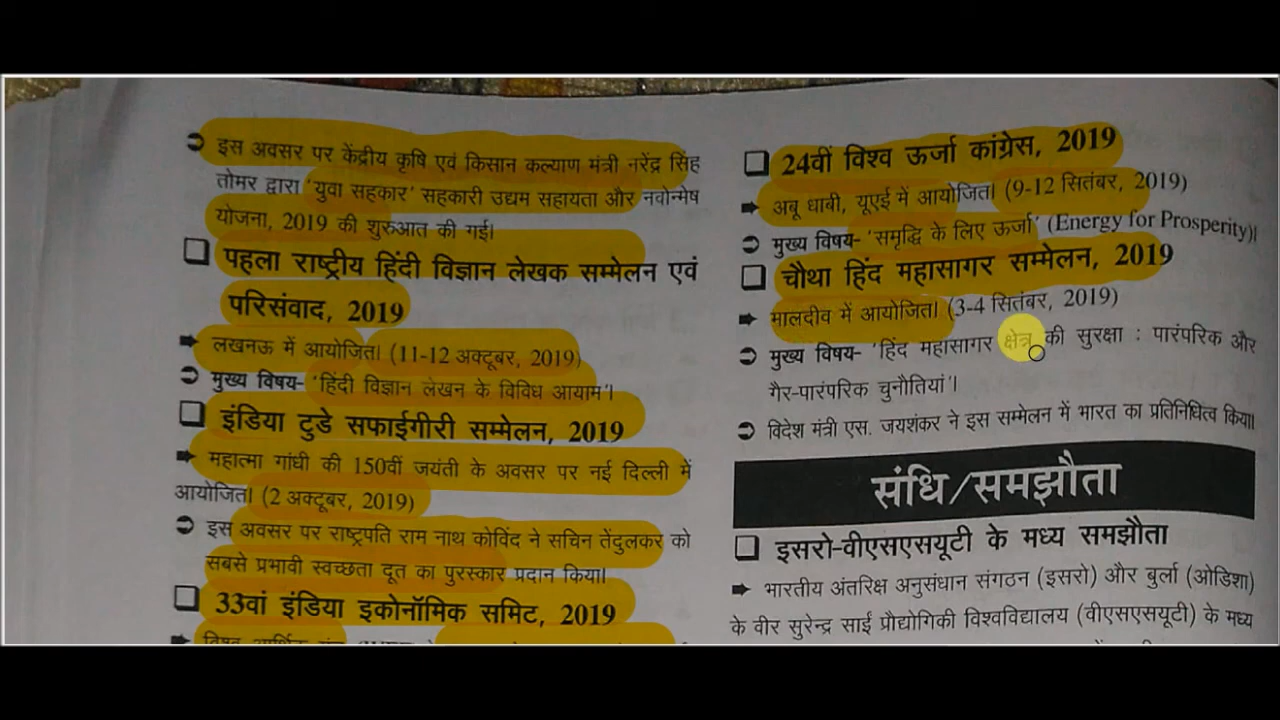 इस अवसर पर केंद्रीय कृषि एवं किसान कल्याण मंत्री नरेंद्र सिंह
तोमर द्वारा 'युवा सहकार' सहकारी उद्यम सहायता और नवोन्मेष
योजना, 2019 की शुरुआत की गई।
पहला राष्ट्रीय हिंदी विज्ञान लेखक सम्मेलन एवं
परिसंवाद, 2019
लखनऊ में आयोजित। (11-12 अक्टूबर, 2019)
मुख्य विषय- 'हिंदी विज्ञान लेखन के विविध आयाम'।
इंडिया टुडे सफाईगीरी सम्मेलन, 2019
महात्मा गांधी की 150वीं जयंती के अवसर पर नई दिल्ली में
आयोजित। (2 अक्टूबर, 2019)
इस अवसर पर राष्ट्रपति राम नाथ कोविंद ने सचिन तेंदुलकर को
सबसे प्रभावी स्वच्छता दूत का पुरस्कार प्रदान किया।
33वां इंडिया इकोनॉमिक समिट, 2019
24वीं विश्व ऊर्जा कांग्रेस, 2019
अबू धाबी, यूएई में आयोजित। (9-12 सितंबर, 2019)
मुख्य विषय- 'समृद्धि के लिए ऊर्जा' (Energy for Prosperity)।
चौथा हिंद महासागर सम्मेलन, 2019
मालदीव में आयोजित। (3-4 सितंबर, 2019)
मुख्य विषय- 'हिंद महासागर क्षेत्र की सुरक्षा : पारंपरिक और
गैर-पारंपरिक चुनौतियां'।
विदेश मंत्री एस. जयशंकर ने इस सम्मेलन में भारत का प्रतिनिधित्व किया।
संधि/समझौता
इसरो-वीएसएसयूटी के मध्य समझौता
भारतीय अंतरिक्ष अनुसंधान संगठन (इसरो) और बुर्ला (ओडिशा)
के वीर सुरेन्द्र साईं प्रौद्योगिकी विश्वविद्यालय (वीएसएसयूटी) के मध्य